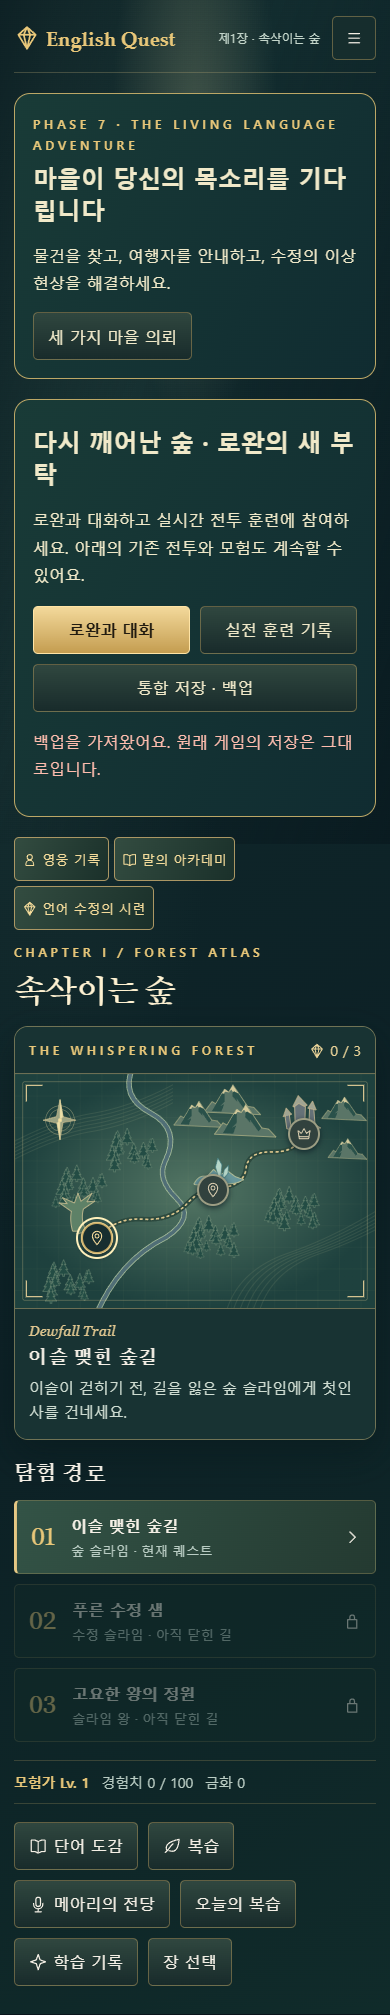 English Quest
제1장 · 속삭이는 숲
PHASE 7 · THE LIVING LANGUAGE
ADVENTURE
마을이 당신의 목소리를 기다
립니다
물건을 찾고, 여행자를 안내하고, 수정의 이상
현상을 해결하세요.
세 가지 마을 의뢰
다시 깨어난 숲 · 로완의 새 부
탁
로완과 대화하고 실시간 전투 훈련에 참여하
세요. 아래의 기존 전투와 모험도 계속할 수
있어요.
로완과 대화
실전 훈련 기록
통합 저장 · 백업
백업을 가져왔어요. 원래 게임의 저장은 그대
로입니다.
영웅 기록
말의 아카데미
언어 수정의 시련
CHAPTER I / FOREST ATLAS
속삭이는 숲
THE WHISPERING FOREST
0 / 3
Dewfall Trail
이슬 맺힌 숲길
이슬이 걷히기 전, 길을 잃은 숲 슬라임에게 첫인
사를 건네세요.
탐험 경로
01
이슬 맺힌 숲길
숲 슬라임 · 현재 퀘스트
02
푸른 수정 샘
수정 슬라임 · 아직 닫힌 길
03
고요한 왕의 정원
슬라임 왕 · 아직 닫힌 길
모험가 Lv. 1 경험치 0 / 100 금화 0
단어 도감
복습
메아리의 전당
오늘의 복습
학습 기록
장 선택